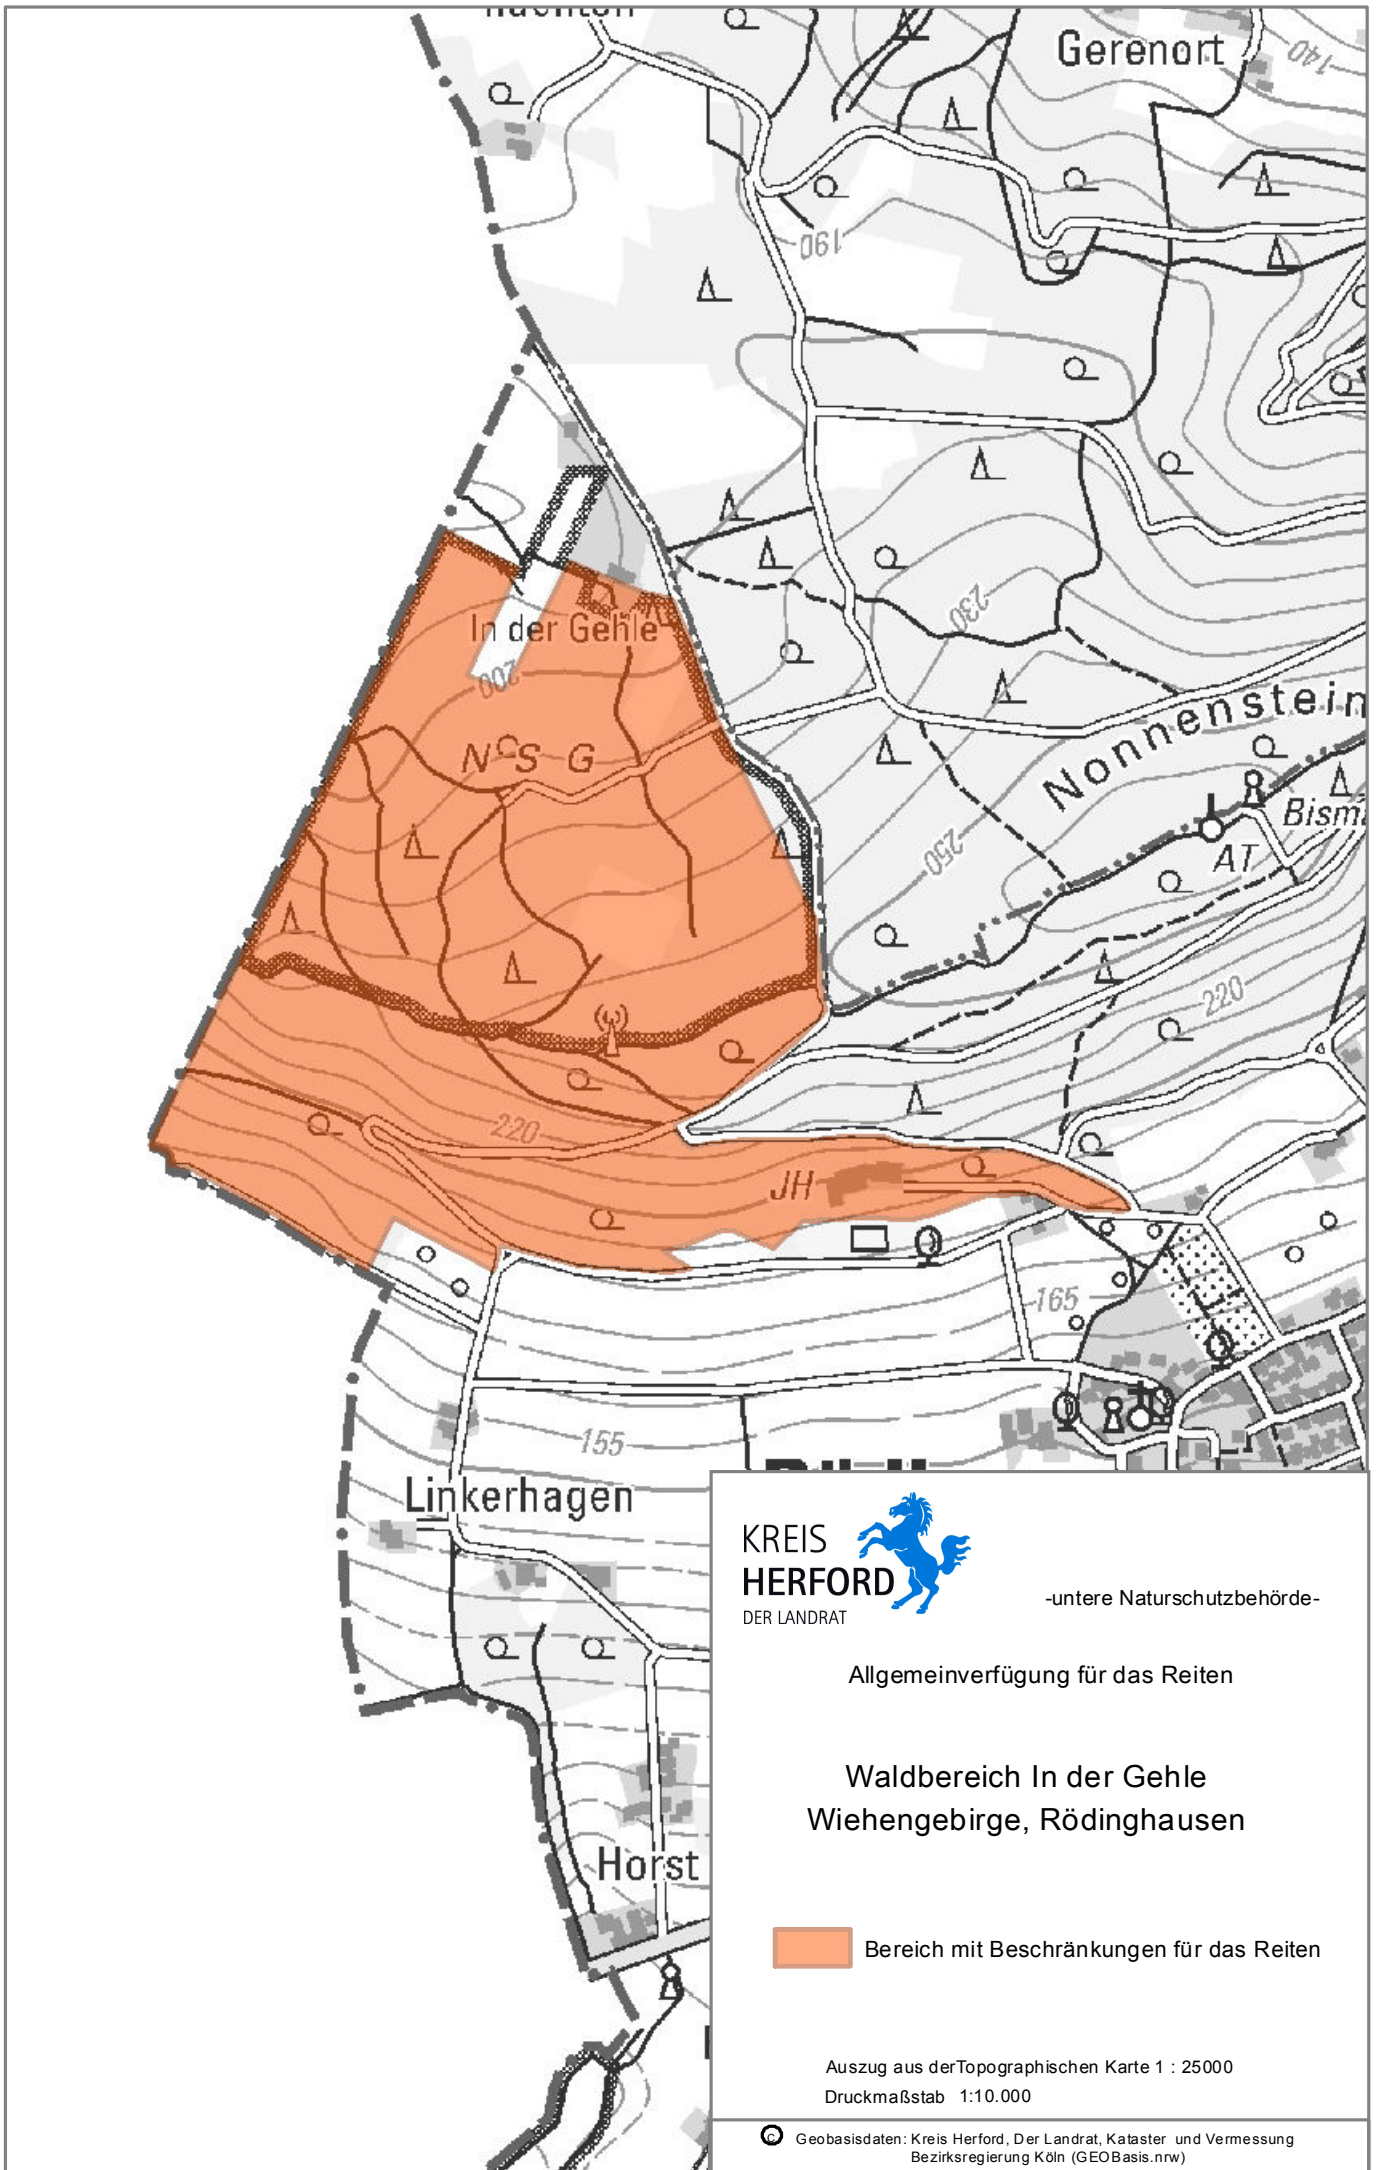 Gerenort
140
190
In der Gehle
200
230
N S G
Nonnenstein
Bism
AT
250
220
220
JH
165
155
Linkerhagen
Horst
KREIS
HERFORD
DER LANDRAT
-untere Naturschutzbehörde-
Allgemeinverfügung für das Reiten
Waldbereich In der Gehle
Wiehengebirge, Rödinghausen
Bereich mit Beschränkungen für das Reiten
Auszug aus derTopographischen Karte 1 : 25000
Druckmaßstab 1:10.000
© Geobasisdaten: Kreis Herford, Der Landrat, Kataster und Vermessung
Bezirksregierung Köln (GEOBasis.nrw)